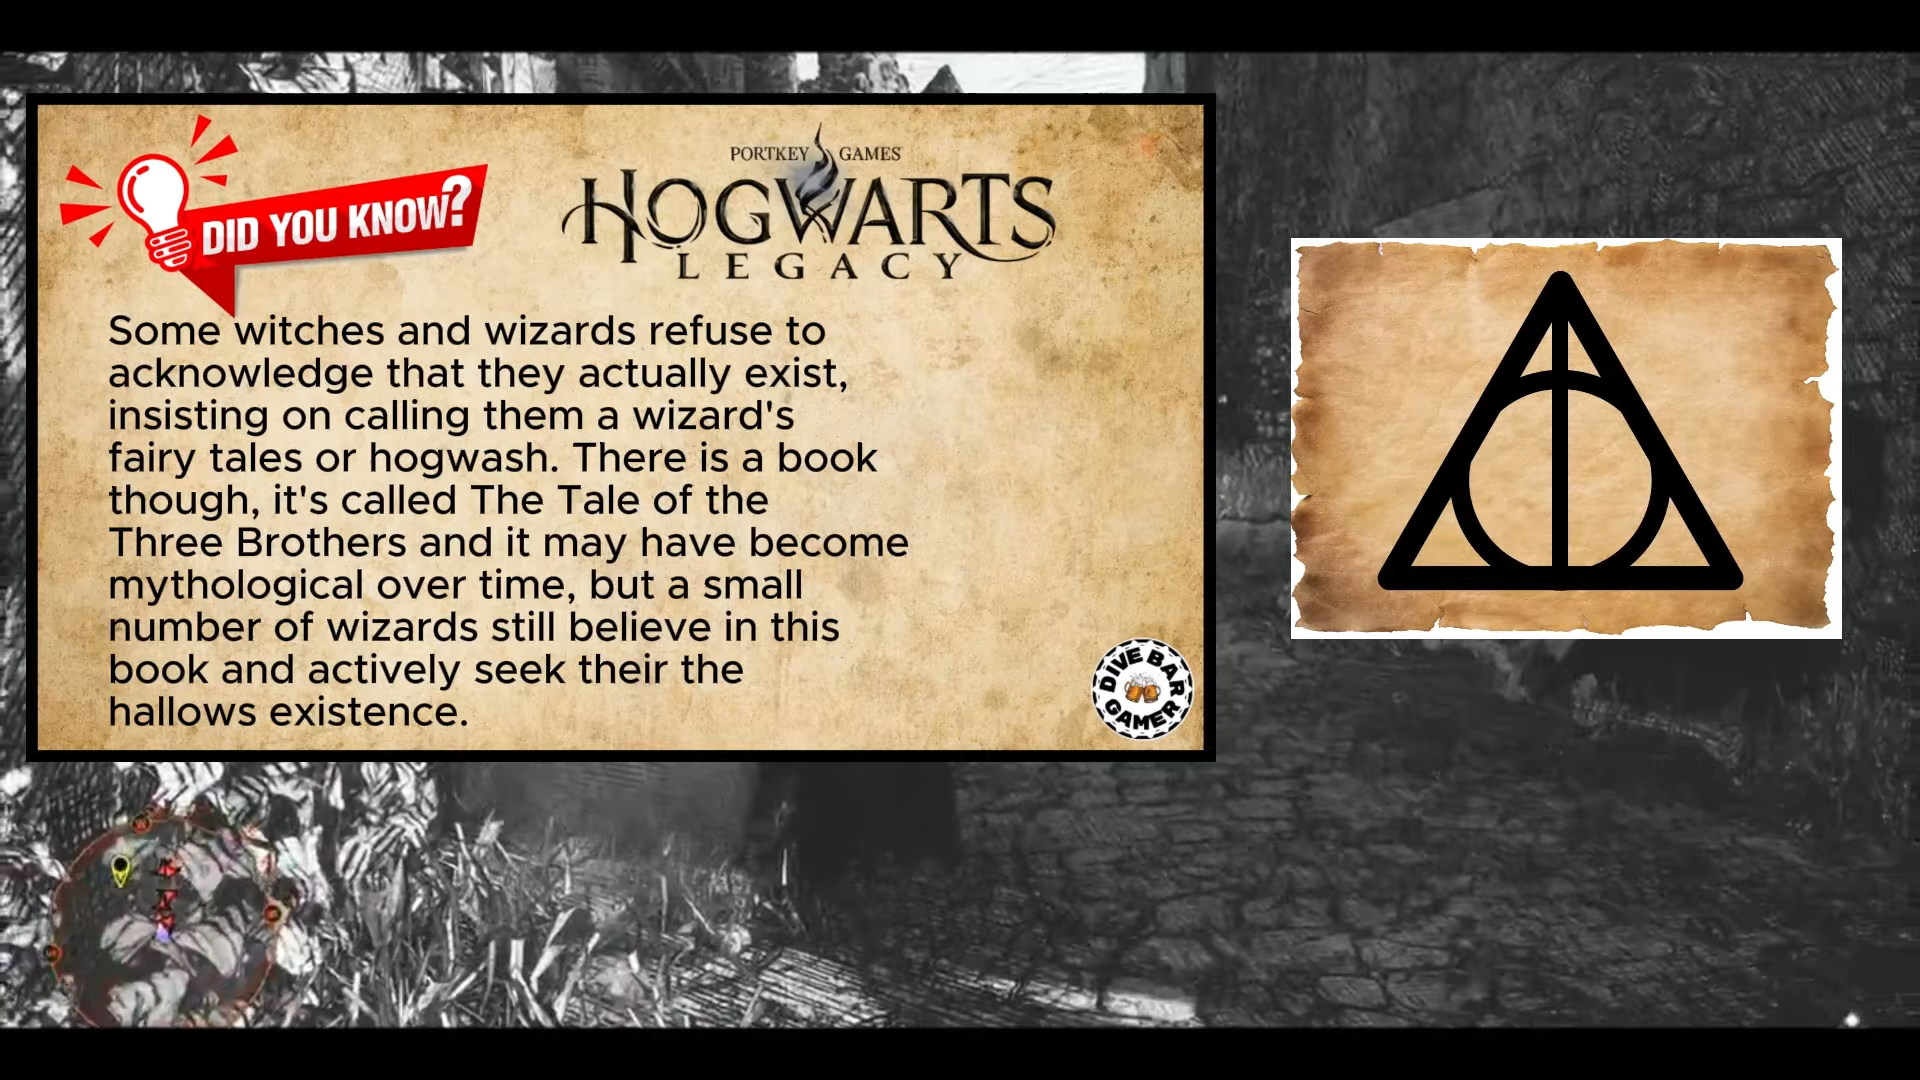 DID YOU KNOW?
PORTKEY GAMES
HOGWARTS
LEGACY
Some witches and wizards refuse to
acknowledge that they actually exist,
insisting on calling them a wizard's
fairy tales or hogwash. There is a book
though, it's called The Tale of the
Three Brothers and it may have become
mythological over time, but a small
number of wizards still believe in this
book and actively seek their the
hallows existence.
DIVE BAR
GAMER